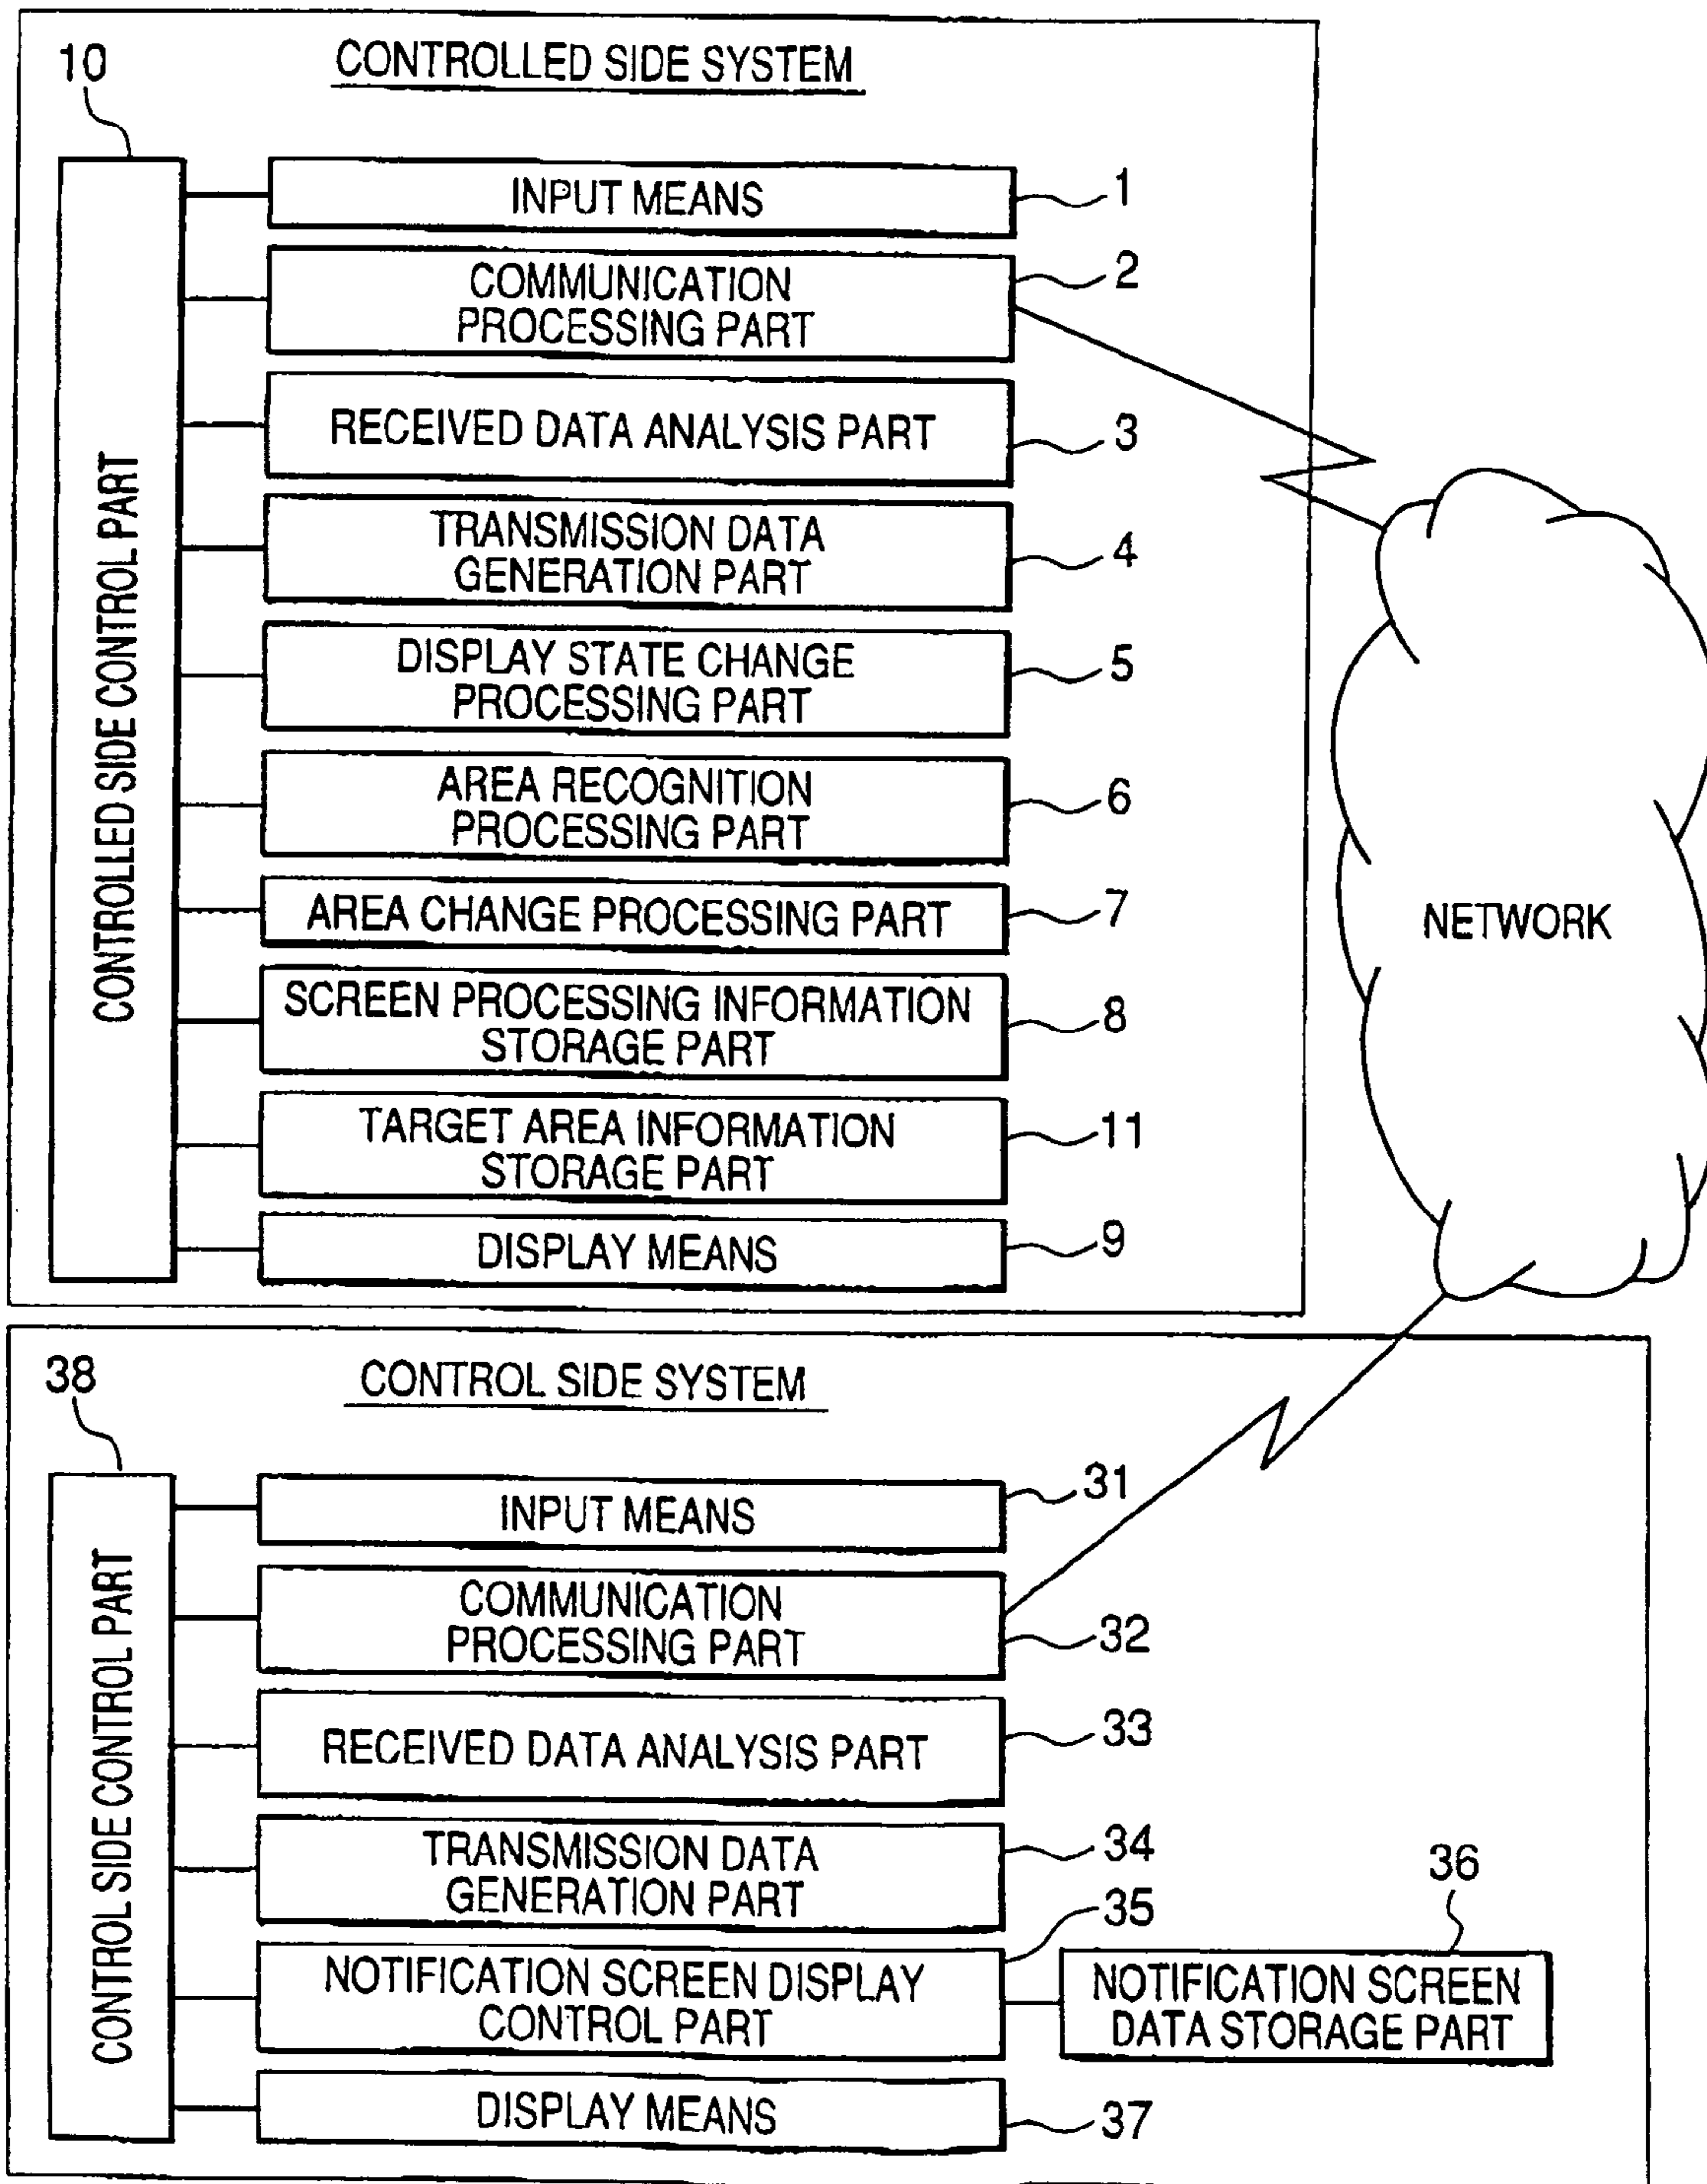 CONTROLLED SIDE SYSTEM
10
CONTROLLED SIDE CONTROL PART
INPUT MEANS
1
COMMUNICATION
PROCESSING PART
2
RECEIVED DATA ANALYSIS PART
3
TRANSMISSION DATA
GENERATION PART
4
DISPLAY STATE CHANGE
PROCESSING PART
5
AREA RECOGNITION
PROCESSING PART
6
AREA CHANGE PROCESSING PART
7
SCREEN PROCESSING INFORMATION
STORAGE PART
8
TARGET AREA INFORMATION
STORAGE PART
11
DISPLAY MEANS
9
NETWORK
CONTROL SIDE SYSTEM
38
CONTROL SIDE CONTROL PART
INPUT MEANS
31
COMMUNICATION
PROCESSING PART
32
RECEIVED DATA ANALYSIS PART
33
TRANSMISSION DATA
GENERATION PART
34
NOTIFICATION SCREEN DISPLAY
CONTROL PART
35
NOTIFICATION SCREEN
DATA STORAGE PART
36
DISPLAY MEANS
37